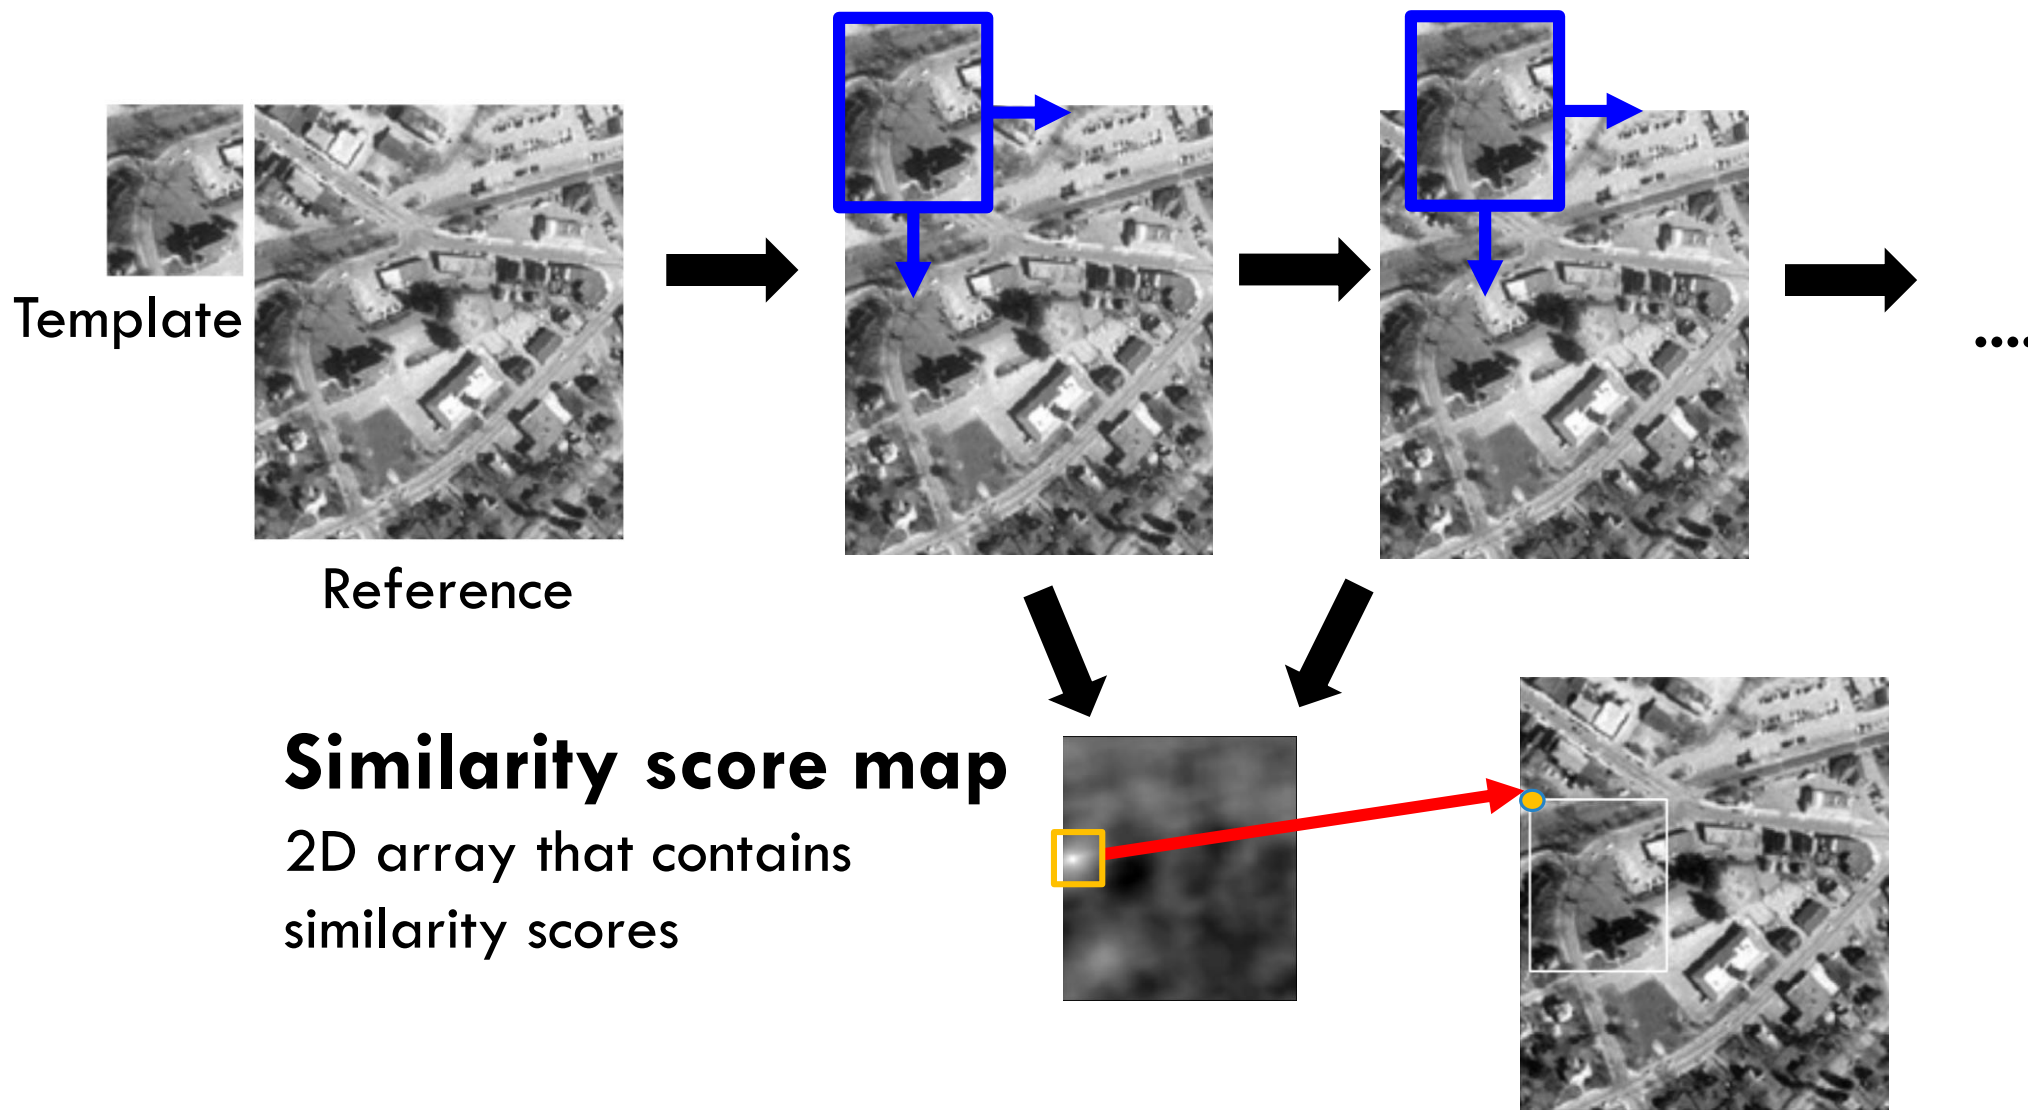 Template
Reference
.....
Similarity score map
2D array that contains
similarity scores